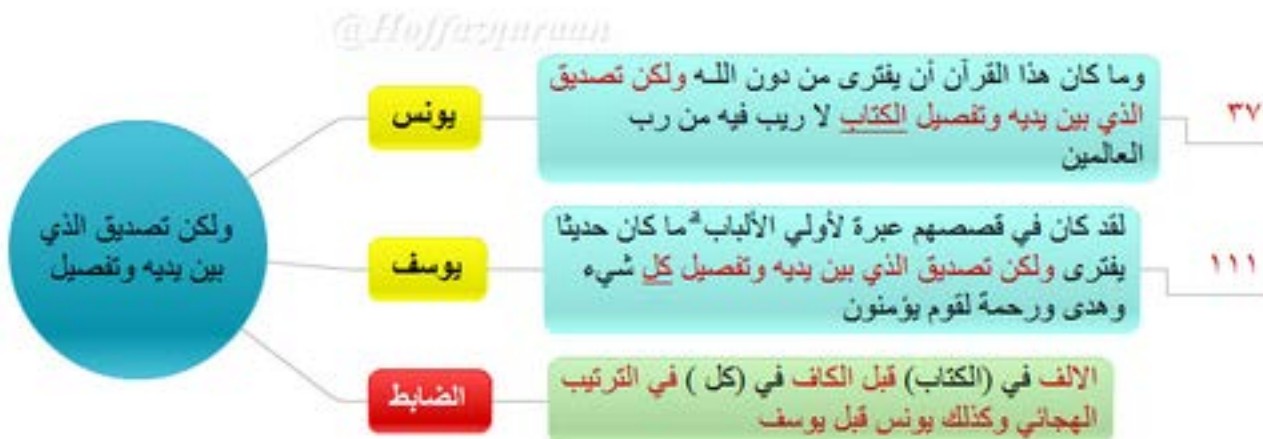 @Hoffazquraan
ولكن تصديق الذي
بين يديه وتفصيل
يونس
وما كان هذا القرآن أن يفترى من دون اللـه ولكن تصديق
الذي بين يديه وتفصيل الكتاب لا ريب فيه من رب
العالمين
٣٧
يوسف
لقد كان في قصصهم عبرة لأولي الألباب ۗ ما كان حديثا
يفترى ولكن تصديق الذي بين يديه وتفصيل كل شيء
وهدى ورحمة لقوم يؤمنون
١١١
الضابط
الالف في (الكتاب) قبل الكاف في (كل ) في الترتيب
الهجائي وكذلك يونس قبل يوسف